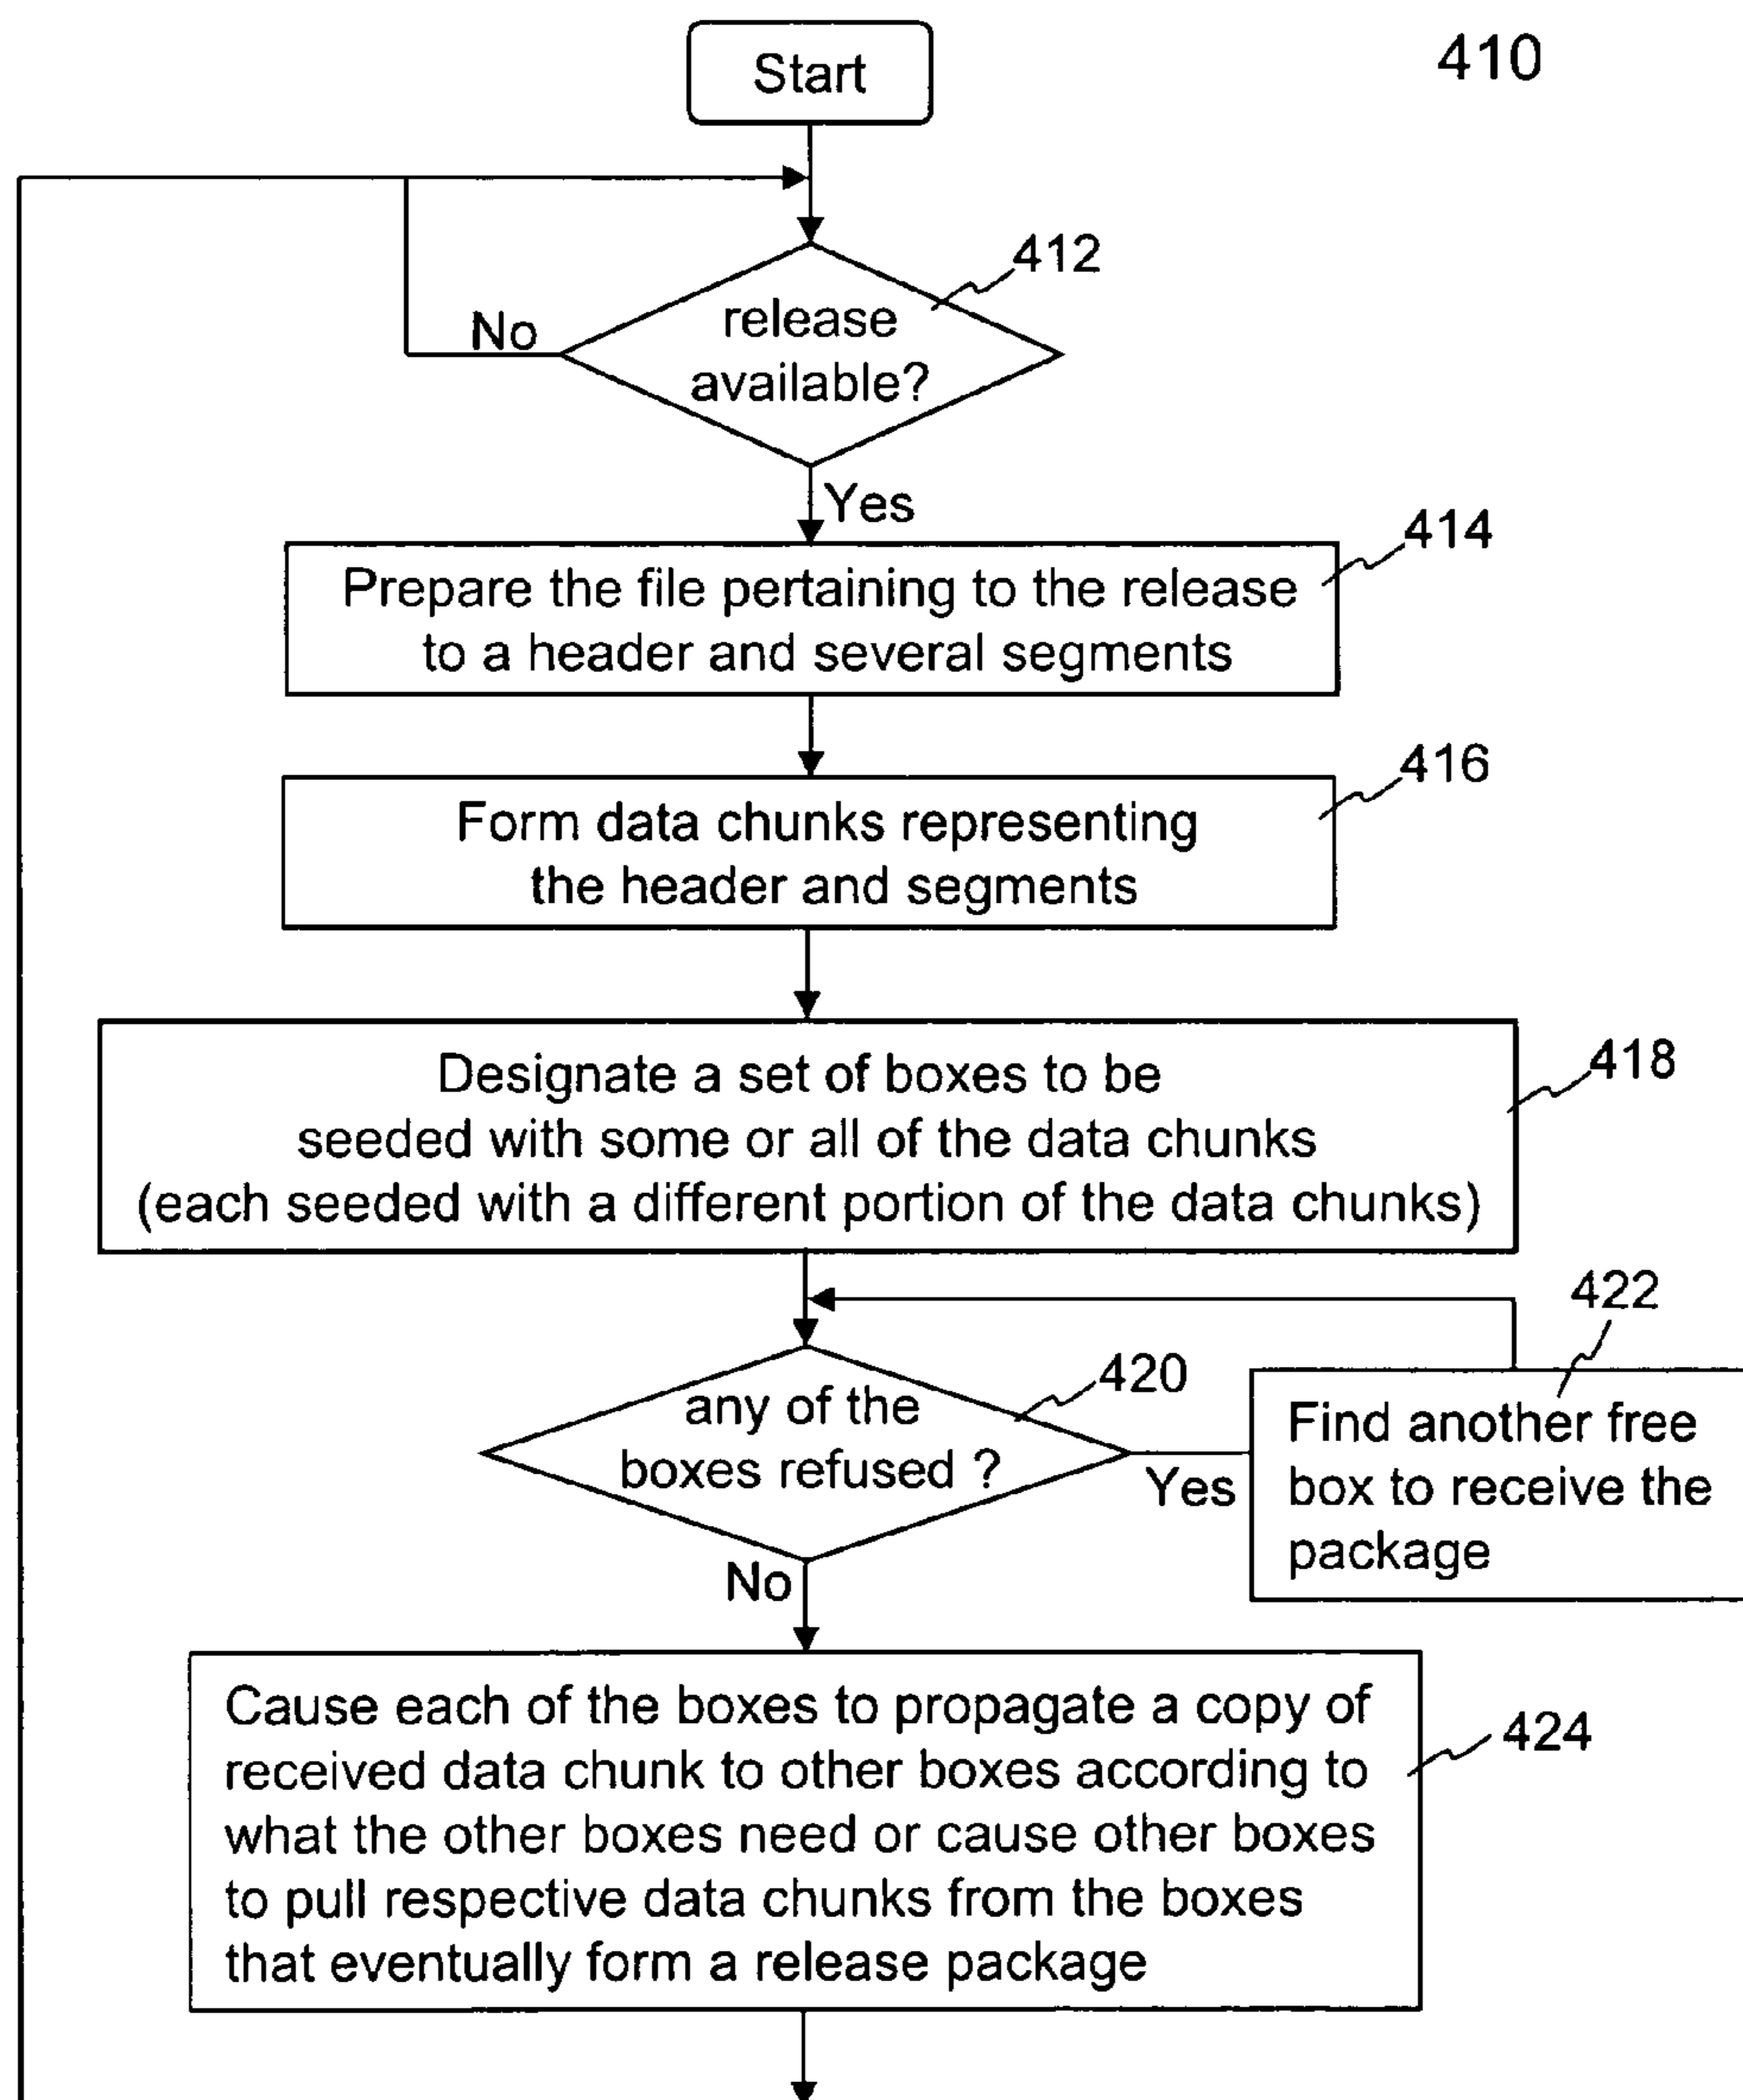 Start
410
412
release
available?
No
Yes
414
Prepare the file pertaining to the release
to a header and several segments
416
Form data chunks representing
the header and segments
418
Designate a set of boxes to be
seeded with some or all of the data chunks
(each seeded with a different portion of the data chunks)
422
420
any of the
boxes refused ?
Yes
Find another free
box to receive the
package
No
Cause each of the boxes to propagate a copy of
received data chunk to other boxes according to
what the other boxes need or cause other boxes
to pull respective data chunks from the boxes
that eventually form a release package
424